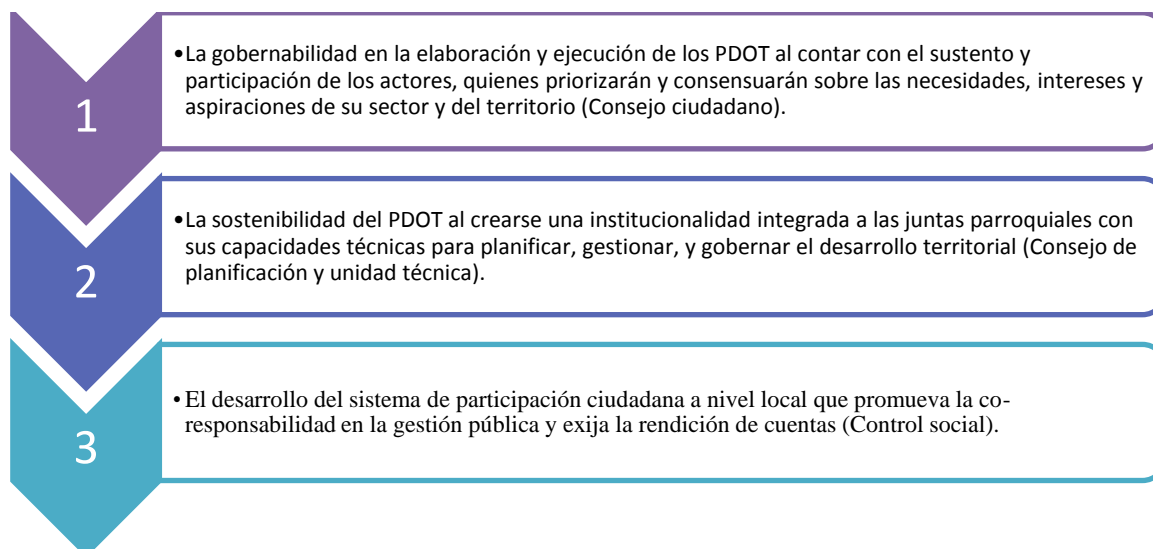 1
•La gobernabilidad en la elaboración y ejecución de los PDOT al contar con el sustento y
participación de los actores, quienes priorizarán y consensuarán sobre las necesidades, intereses y
aspiraciones de su sector y del territorio (Consejo ciudadano).
2
•La sostenibilidad del PDOT al crearse una institucionalidad integrada a las juntas parroquiales con
sus capacidades técnicas para planificar, gestionar, y gobernar el desarrollo territorial (Consejo de
planificación y unidad técnica).
3
• El desarrollo del sistema de participación ciudadana a nivel local que promueva la co-
responsabilidad en la gestión pública y exija la rendición de cuentas (Control social).